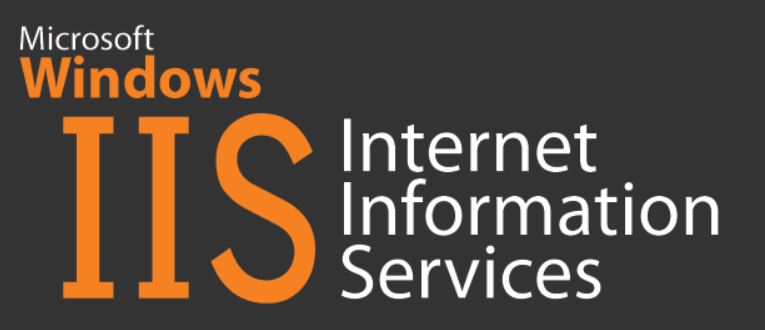 Microsoft
Windows
IIS
Internet
Information
Services